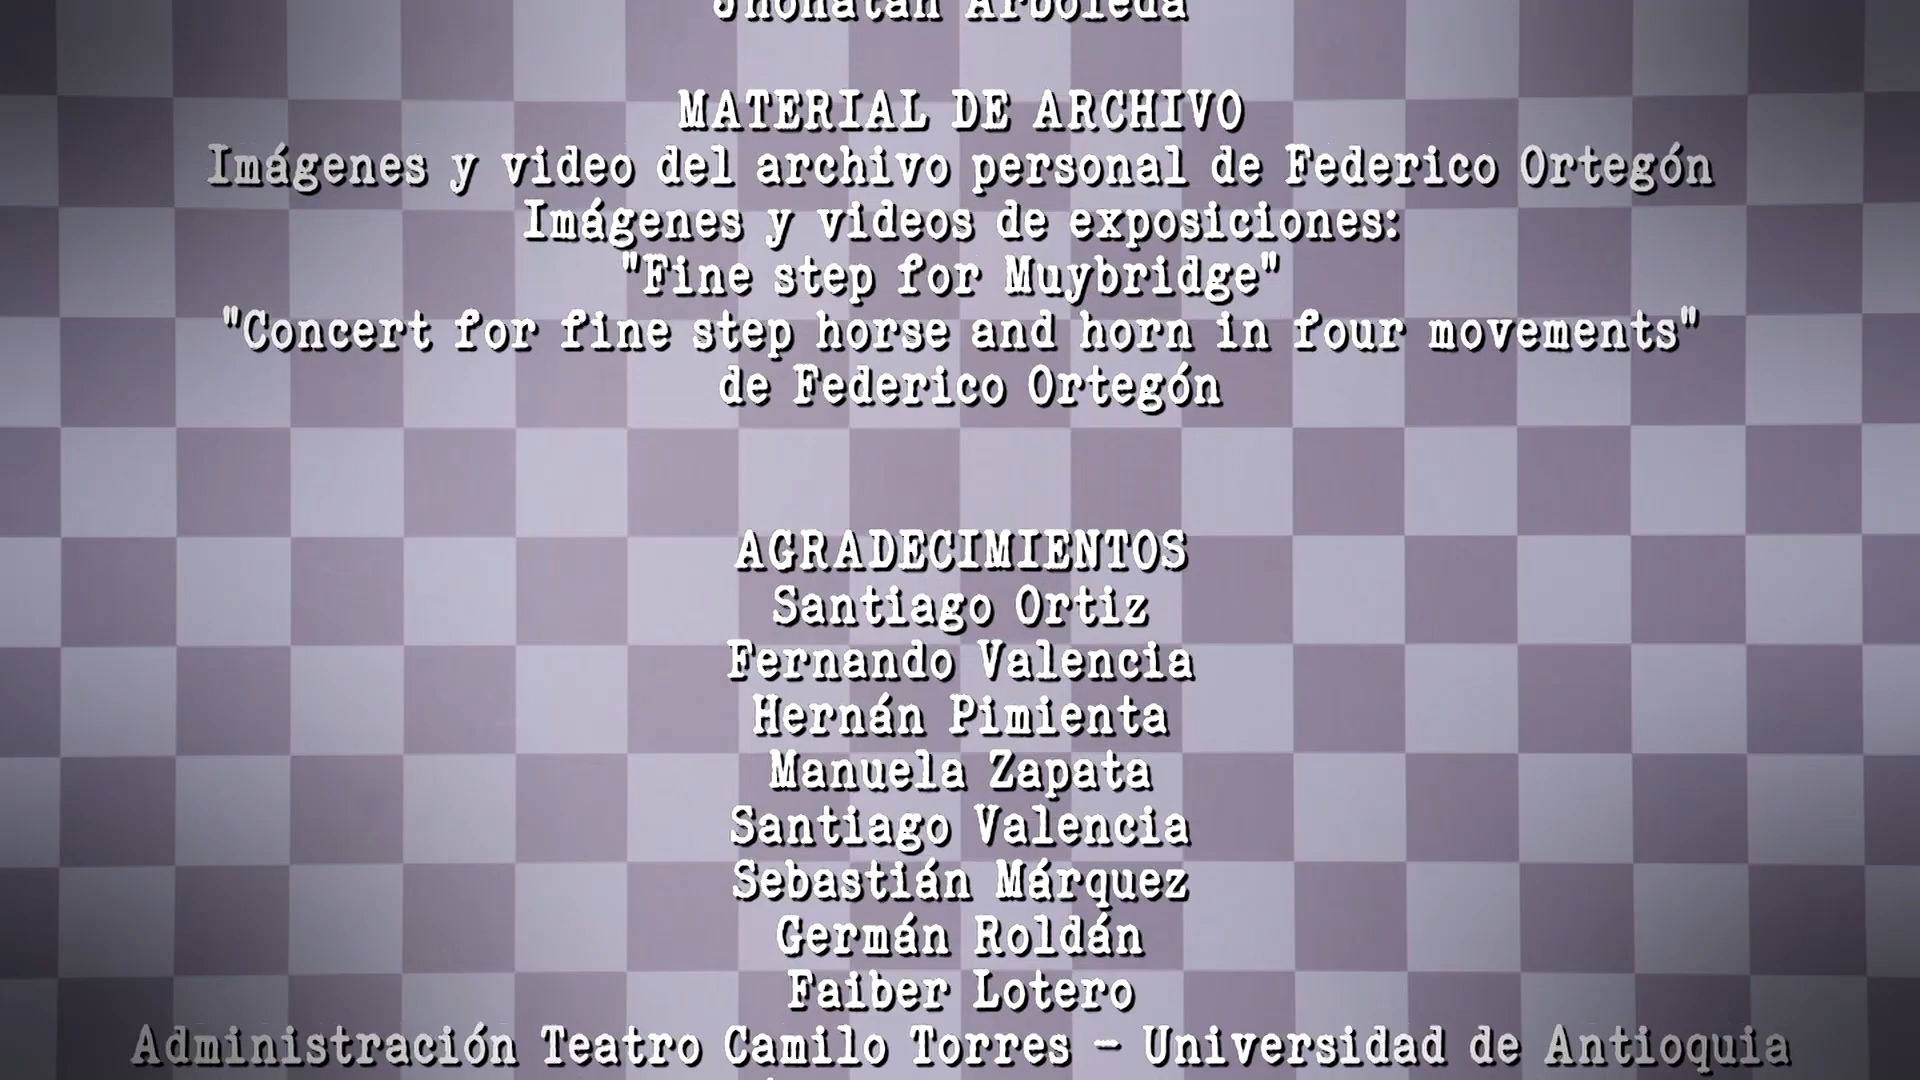 Jhonatan Arboleda
MATERIAL DE ARCHIVO
Imágenes y video del archivo personal de Federico Ortegón
Imágenes y videos de exposiciones:
"Fine step for Muybridge"
"Concert for fine step horse and horn in four movements"
de Federico Ortegón
AGRADECIMIENTOS
Santiago Ortiz
Fernando Valencia
Hernán Pimienta
Manuela Zapata
Santiago Valencia
Sebastián Márquez
Germán Roldán
Faiber Lotero
Administración Teatro Camilo Torres - Universidad de Antioquia